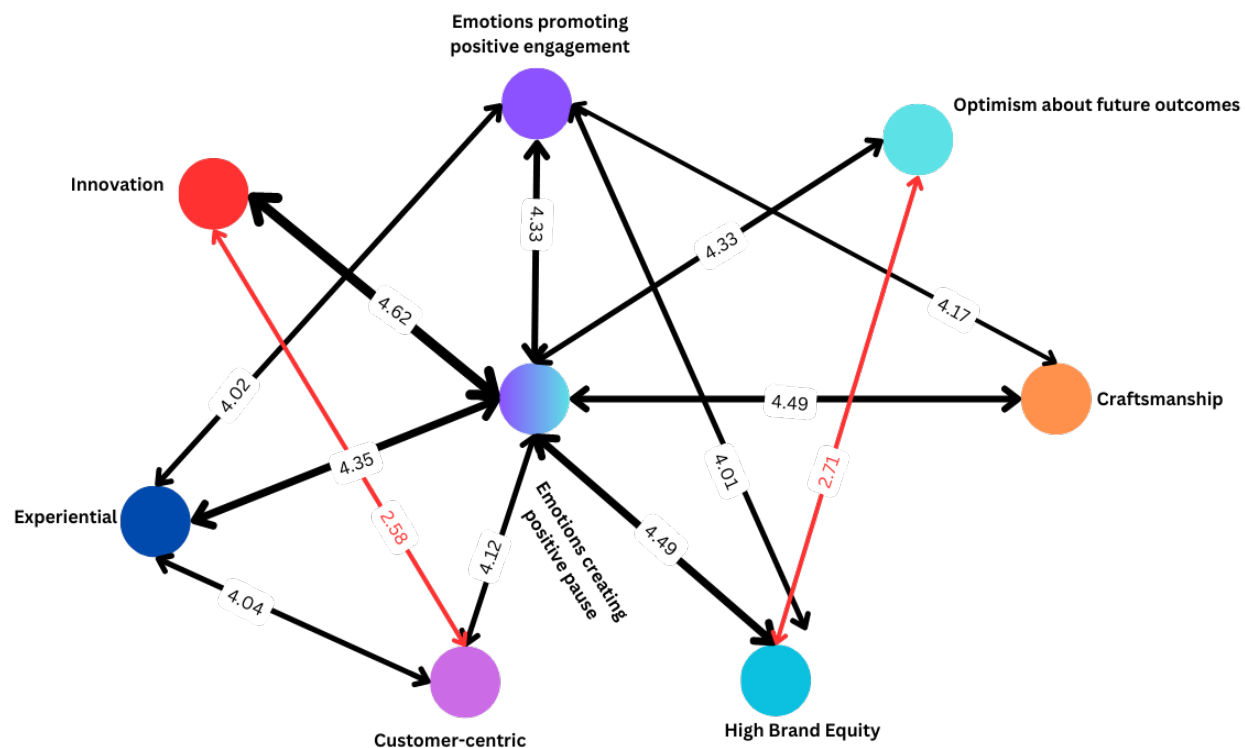 Emotions promoting
positive engagement
Optimism about future outcomes
Innovation
4.33
4.33
4.62
4.17
4.02
4.49
Craftsmanship
4.35
4.01
2.71
Experiential
2.58
4.12
Emotions creating
positive pause
4.49
4.04
High Brand Equity
Customer-centric